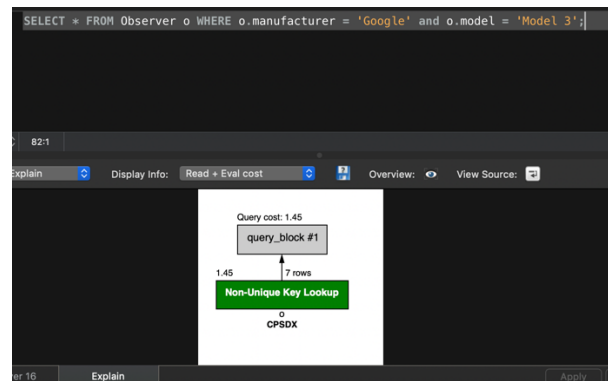 SELECT * FROM Observer o WHERE o.manufacturer = 'Google' and o.model = 'Model 3';
82:1
Explain Display Info: Read + Eval cost Overview: View Source:
Query cost: 1.45
query_block #1
1.45 7 rows
Non-Unique Key Lookup
o
CPSDX
er 16 Explain Apply